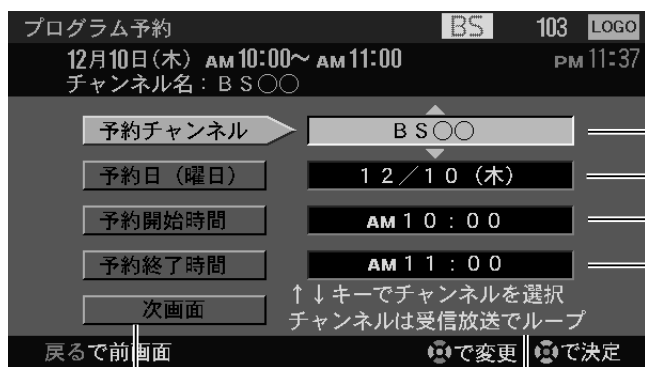 プログラム予約 BS 103 LOGO
12月10日(木) AM10:00~AM11:00 PM11:37
チャンネル名：BS○○
予約チャンネル BS○○
予約日（曜日） 12／10（木）
予約開始時間 AM10：00
予約終了時間 AM11：00
次画面 ↑↓キーでチャンネルを選択
チャンネルは受信放送でループ
戻るで前画面 で変更 で決定